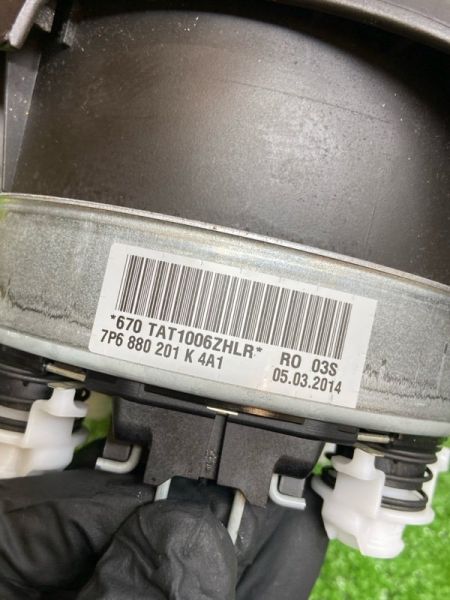 *670 TAT1006ZHLR* RO 03S
7P6 880 201 K 4A1 05.03.2014